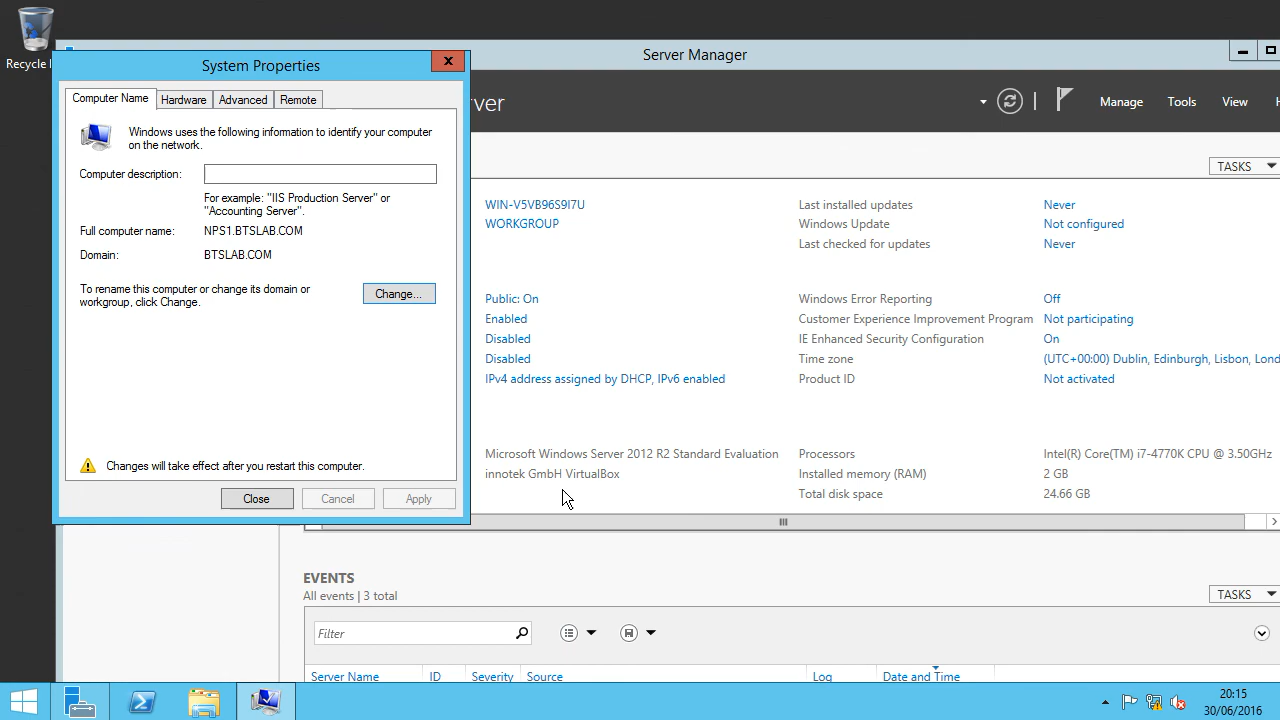 Recycle
Server Manager
System Properties
Computer Name
Hardware
Advanced
Remote
ver
Manage
Tools
View
Windows uses the following information to identify your computer
on the network.
Computer description:
For example: "IIS Production Server" or
"Accounting Server".
Full computer name: NPS1.BTSLAB.COM
Domain: BTSLAB.COM
To rename this computer or change its domain or
workgroup, click Change.
Change...
Changes will take effect after you restart this computer.
Close
Cancel
Apply
TASKS
WIN-V5VB96S9I7U
WORKGROUP
Last installed updates Never
Windows Update Not configured
Last checked for updates Never
Public: On
Enabled
Disabled
Disabled
IPv4 address assigned by DHCP, IPv6 enabled
Windows Error Reporting Off
Customer Experience Improvement Program Not participating
IE Enhanced Security Configuration On
Time zone (UTC+00:00) Dublin, Edinburgh, Lisbon, Lond
Product ID Not activated
Microsoft Windows Server 2012 R2 Standard Evaluation
innotek GmbH VirtualBox
Processors Intel(R) Core(TM) i7-4770K CPU @ 3.50GHz
Installed memory (RAM) 2 GB
Total disk space 24.66 GB
EVENTS
All events | 3 total
TASKS
Filter
Server Name ID Severity Source Log Date and Time
20:15
30/06/2016